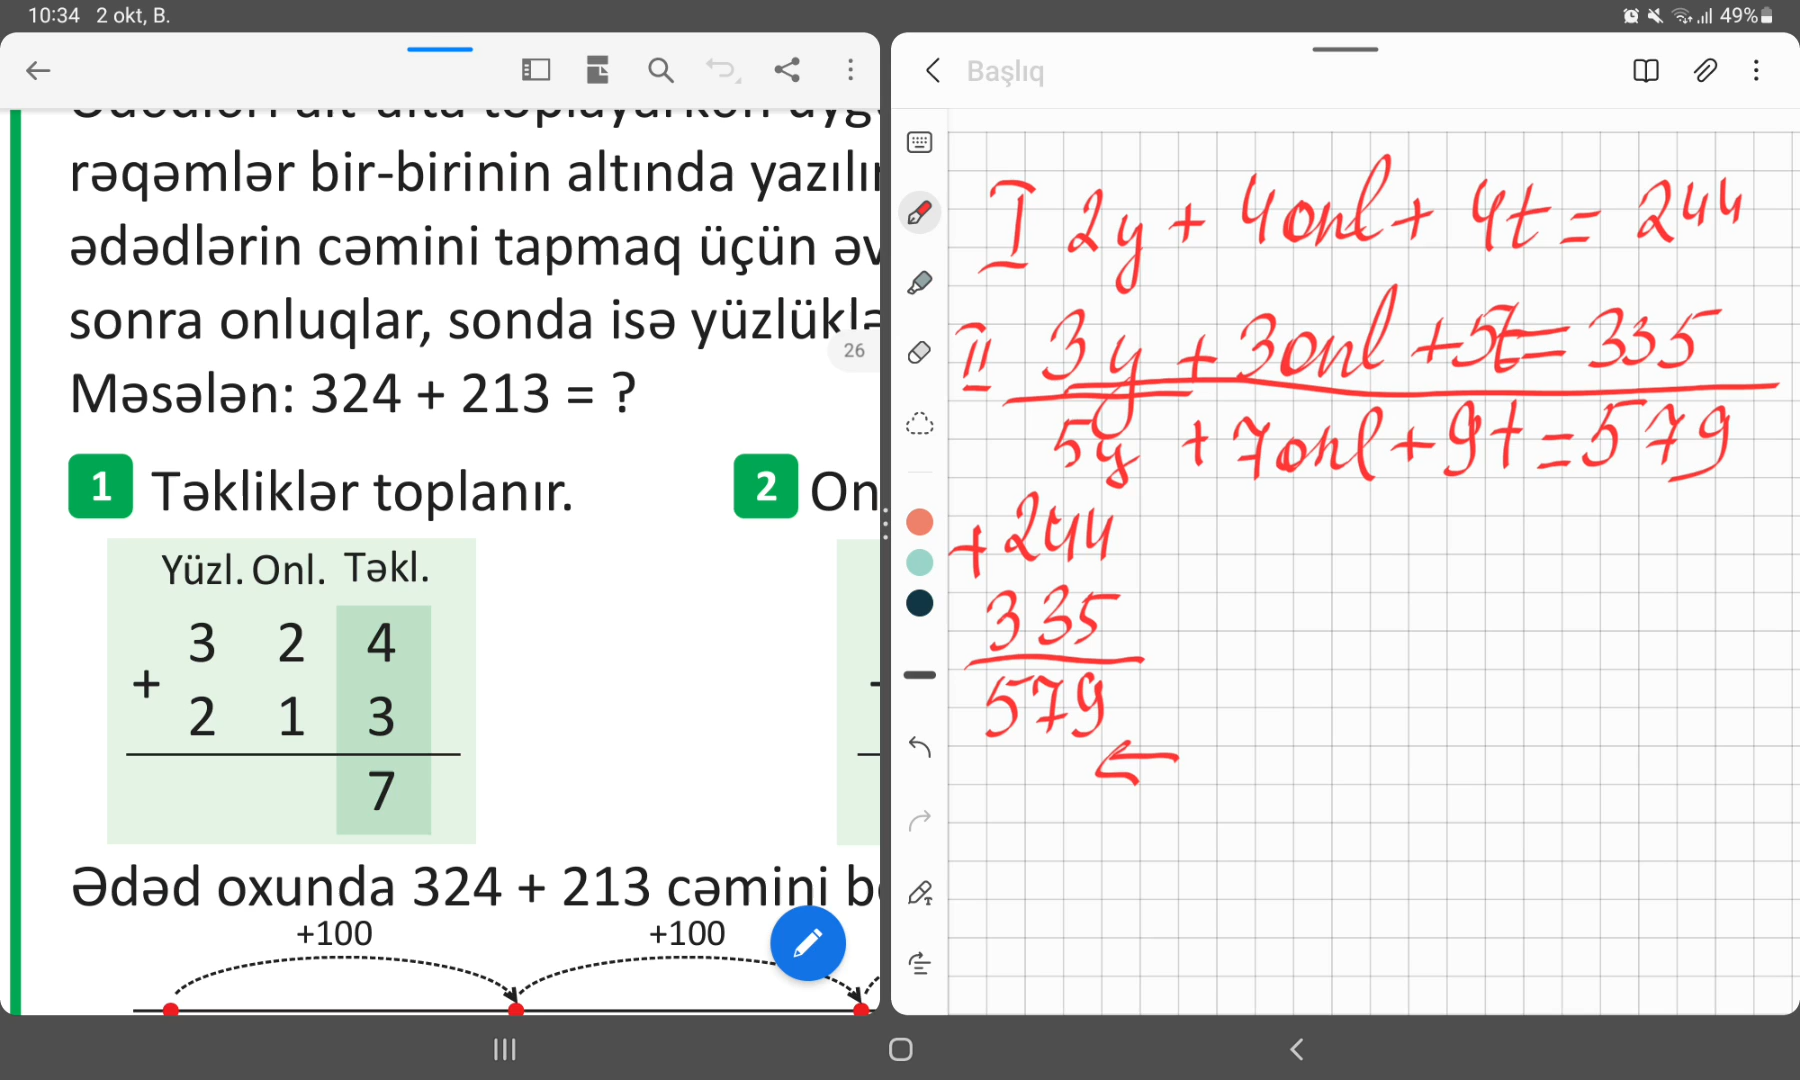 10:34 2 okt, B.
49%
rəqəmlər bir-birinin altında yazılır
ədədlərin cəmini tapmaq üçün əv
sonra onluqlar, sonda isə yüzlüklə
26
Məsələn: 324 + 213 = ?
1 Təkliklər toplanır.
2 On
Yüzl. Onl. Təkl.
3 2 4
+
2 1 3
7
Ədəd oxunda 324 + 213 cəmini
+100 +100
Başlıq
I 2y + 4onl + 4t = 244
II 3y + 3onl + 5t = 335
5y + 7onl + 9t = 579
+ 244
335
579